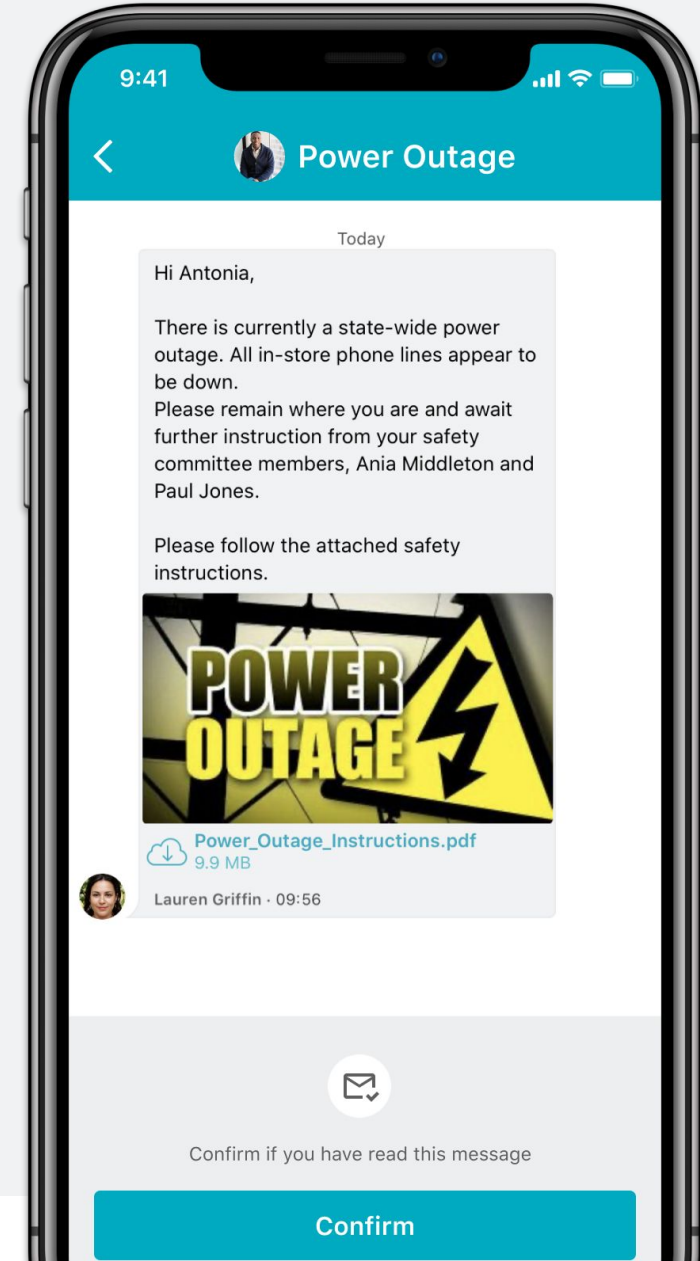 9:41
Power Outage
Today
Hi Antonia,
There is currently a state-wide power
outage. All in-store phone lines appear to
be down.
Please remain where you are and await
further instruction from your safety
committee members, Ania Middleton and
Paul Jones.
Please follow the attached safety
instructions.
POWER
OUTAGE
Power_Outage_Instructions.pdf
9.9 MB
Lauren Griffin · 09:56
Confirm if you have read this message
Confirm